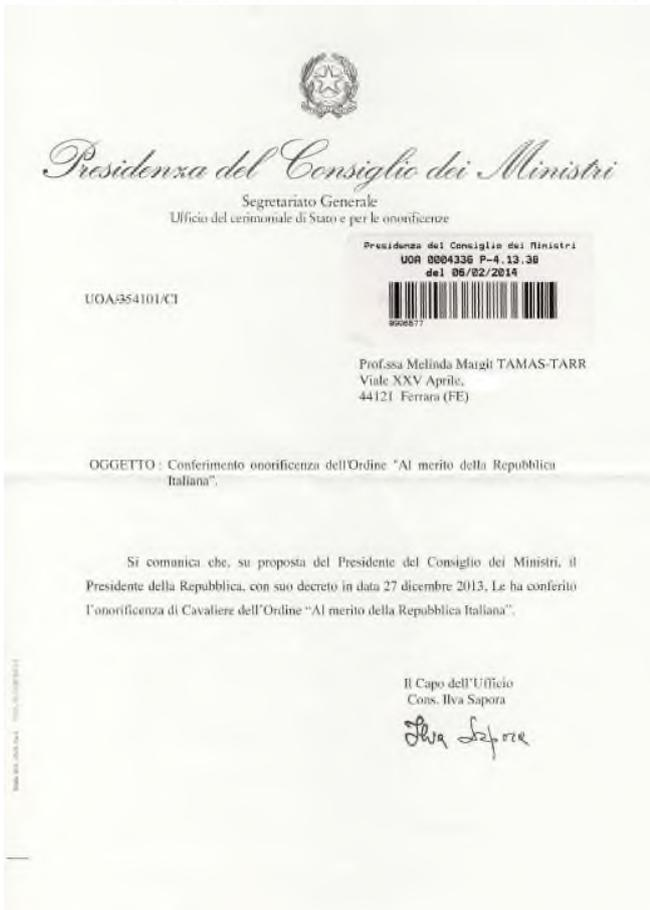 Presidenza del Consiglio dei Ministri
Segretariato Generale
Ufficio del cerimoniale di Stato e per le onorificenze
Presidenza del Consiglio dei Ministri
UOA 0004336 P-4.13.38
del 06/02/2014
UOA/354101/CI
Prof.ssa Melinda Margit TAMAS-TARR
Viale XXV Aprile,
44121 Ferrara (FE)
OGGETTO : Conferimento onorificenza dell'Ordine "Al merito della Repubblica
Italiana".
Si comunica che, su proposta del Presidente del Consiglio dei Ministri, il
Presidente della Repubblica, con suo decreto in data 27 dicembre 2013, Le ha conferito
l'onorificenza di Cavaliere dell'Ordine "Al merito della Repubblica Italiana".
Il Capo dell'Ufficio
Cons. Ilva Sapora
Ilva Sapora